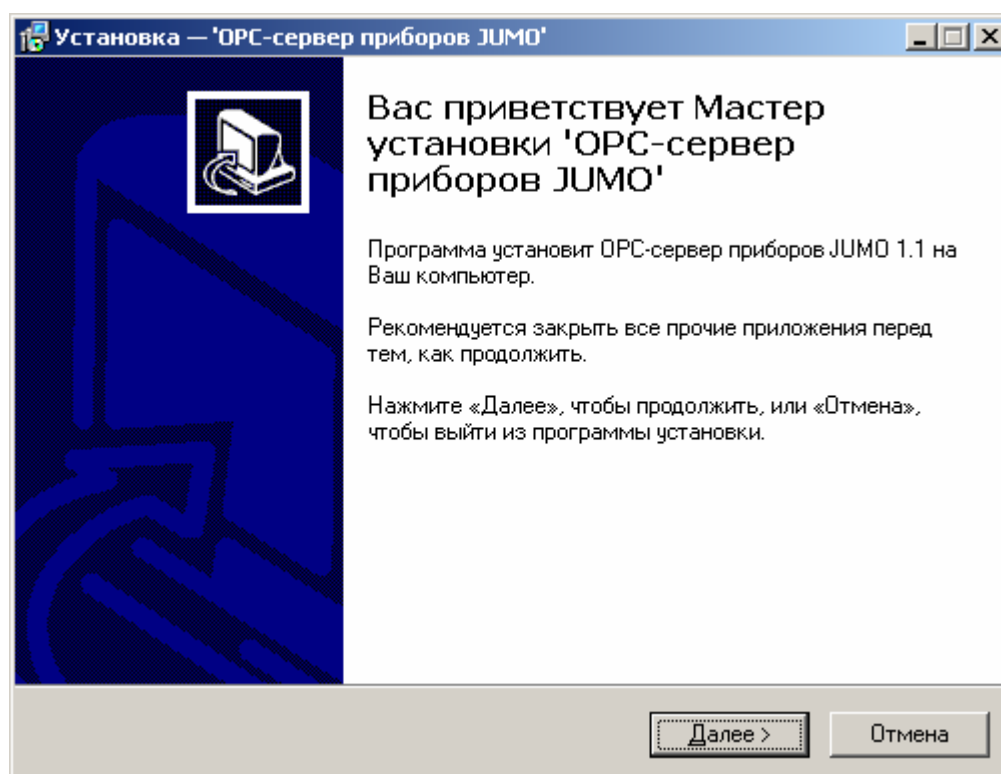 Установка — 'OPC-сервер приборов JUMO'
Вас приветствует Мастер
установки 'OPC-сервер
приборов JUMO'
Программа установит OPC-сервер приборов JUMO 1.1 на
Ваш компьютер.
Рекомендуется закрыть все прочие приложения перед
тем, как продолжить.
Нажмите «Далее», чтобы продолжить, или «Отмена»,
чтобы выйти из программы установки.
Далее > Отмена